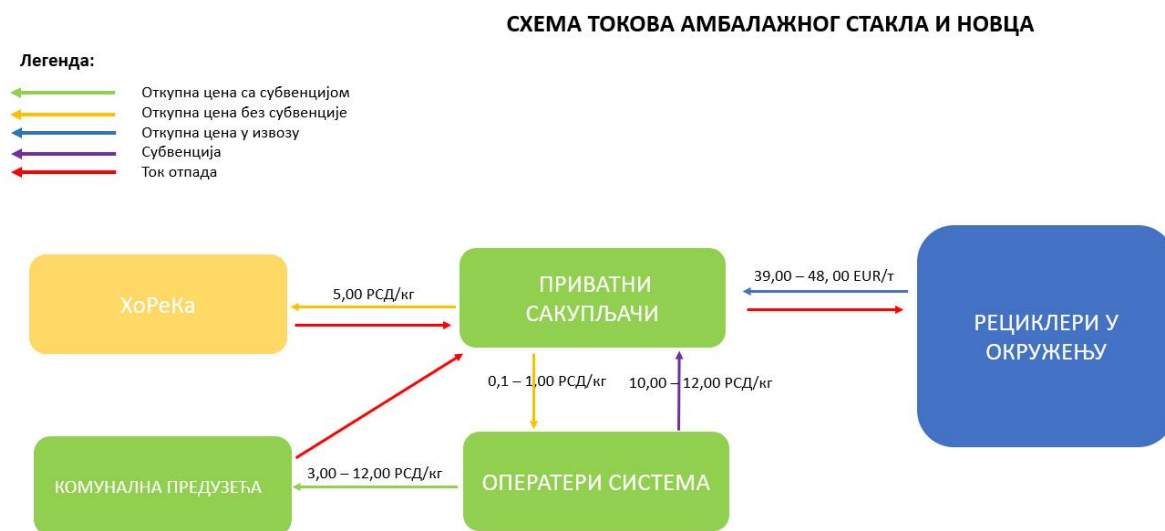 СХЕМА ТОКОВА АМБАЛАЖНОГ СТАКЛА И НОВЦА
Легенда:
Откупна цена са субвенцијом
Откупна цена без субвенције
Откупна цена у извозу
Субвенција
Ток отпада
ХоРеКа
5,00 РСД/кг
ПРИВАТНИ
САКУПЉАЧИ
39,00 – 48, 00 EUR/т
РЕЦИКЛЕРИ У
ОКРУЖЕЊУ
0,1 – 1,00 РСД/кг
10,00 – 12,00 РСД/кг
КОМУНАЛНА ПРЕДУЗЕЋА
3,00 – 12,00 РСД/кг
ОПЕРАТЕРИ СИСТЕМА